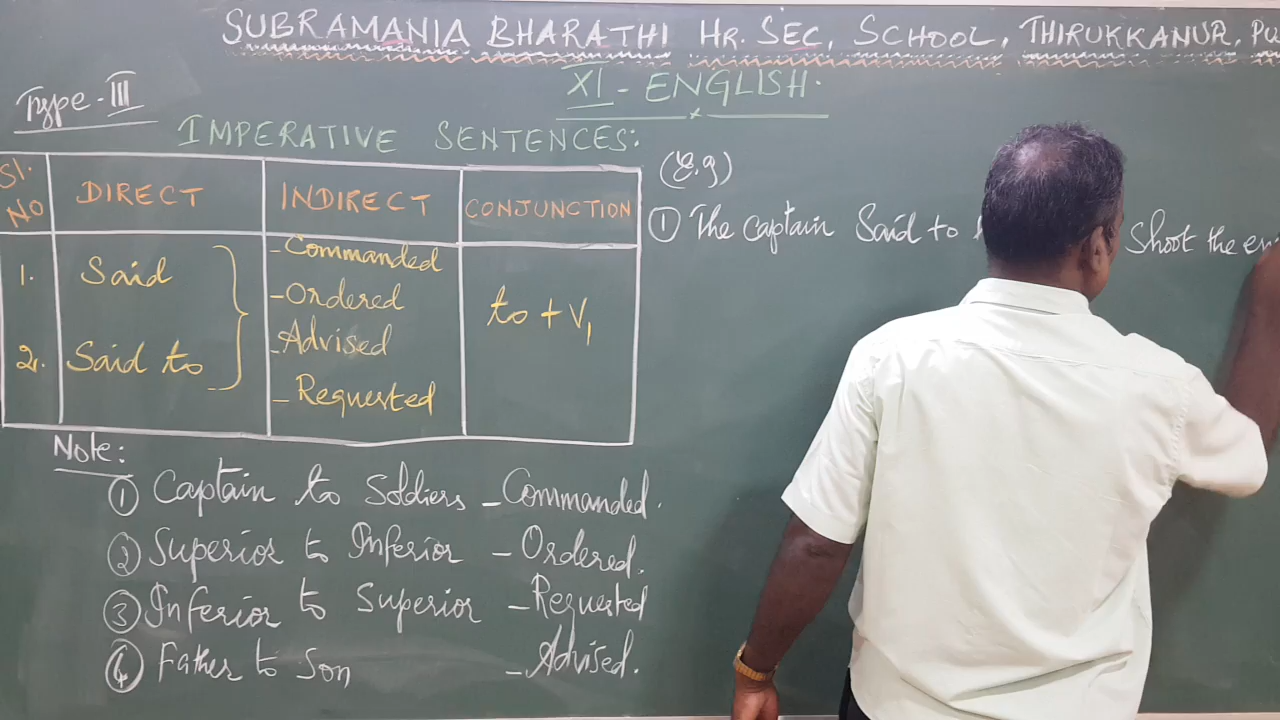 SUBRAMANIA BHARATHI HR. SEC, SCHOOL, THIRUKKANUR, PU
XI - ENGLISH.
Type - III
IMPERATIVE SENTENCES:
Sl. NO DIRECT INDIRECT CONJUNCTION
1. Said - Commanded
- Ordered
to + V1
- Advised
2. Said to
- Requested
Note:
① Captain to Soldiers - Commanded.
② Superior to Inferior - Ordered.
③ Inferior to Superior - Requested
④ Father to Son - Advised.
(E.g)
① The Captain Said to Shoot the